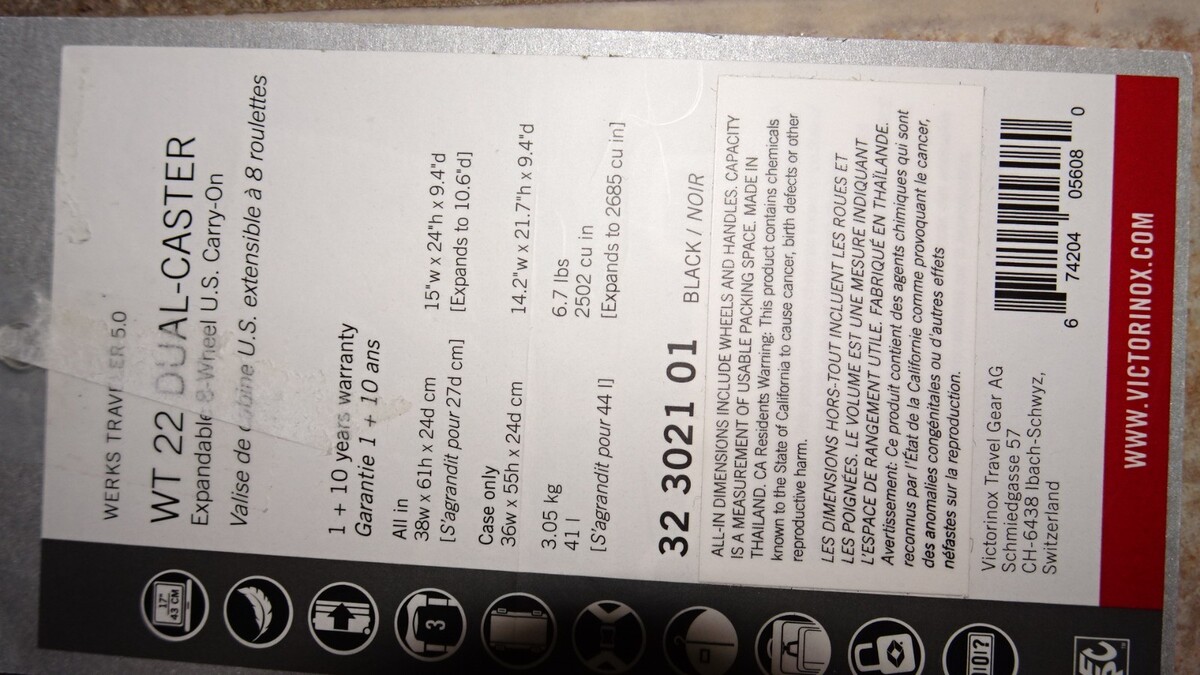 WERKS TRAVELER 5.0
WT 22 DUAL-CASTER
Expandable 8-Wheel U.S. Carry-On
Valise de cabine U.S. extensible à 8 roulettes
1 + 10 years warranty
Garantie 1 + 10 ans
All in
38w x 61h x 24d cm 15"w x 24"h x 9.4"d
[S'agrandit pour 27d cm] [Expands to 10.6"d]
Case only
36w x 55h x 24d cm 14.2"w x 21.7"h x 9.4"d
3.05 kg 6.7 lbs
41 l 2502 cu in
[S'agrandit pour 44 l] [Expands to 2685 cu in]
32 3021 01 BLACK / NOIR
ALL-IN DIMENSIONS INCLUDE WHEELS AND HANDLES. CAPACITY
IS A MEASUREMENT OF USABLE PACKING SPACE. MADE IN
THAILAND. CA Residents Warning: This product contains chemicals
known to the State of California to cause cancer, birth defects or other
reproductive harm.
LES DIMENSIONS HORS-TOUT INCLUENT LES ROUES ET
LES POIGNÉES. LE VOLUME EST UNE MESURE INDIQUANT
L'ESPACE DE RANGEMENT UTILE. FABRIQUÉ EN THAÏLANDE.
Avertissement: Ce produit contient des agents chimiques qui sont
reconnus par l'État de la Californie comme provoquant le cancer,
des anomalies congénitales ou d'autres effets
néfastes sur la reproduction.
Victorinox Travel Gear AG
Schmiedgasse 57
CH-6438 Ibach-Schwyz,
Switzerland
6 74204 05608 0
WWW.VICTORINOX.COM
17"
43 CM
3